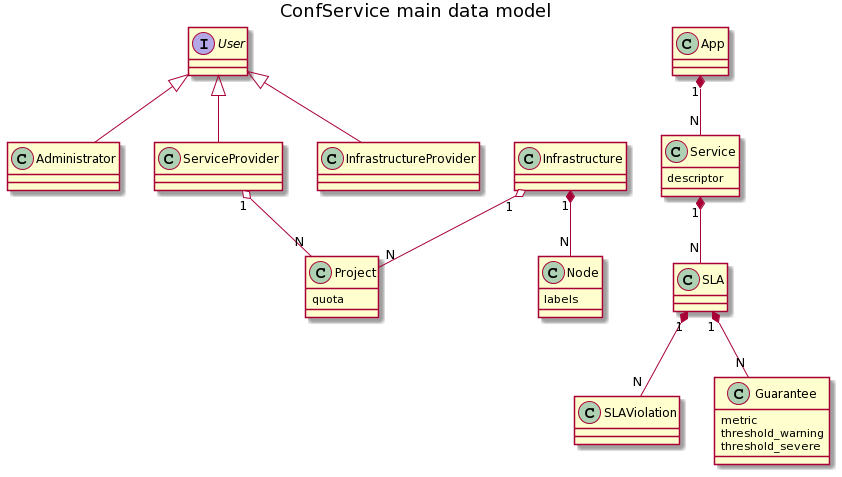 ConfService main data model
I User
C App
1
N
C Administrator
C ServiceProvider
C InfrastructureProvider
C Infrastructure
C Service
descriptor
1
N
1
N
1
N
1
N
C Project
quota
C Node
labels
C SLA
1
N
1
N
C SLAViolation
C Guarantee
metric
threshold_warning
threshold_severe